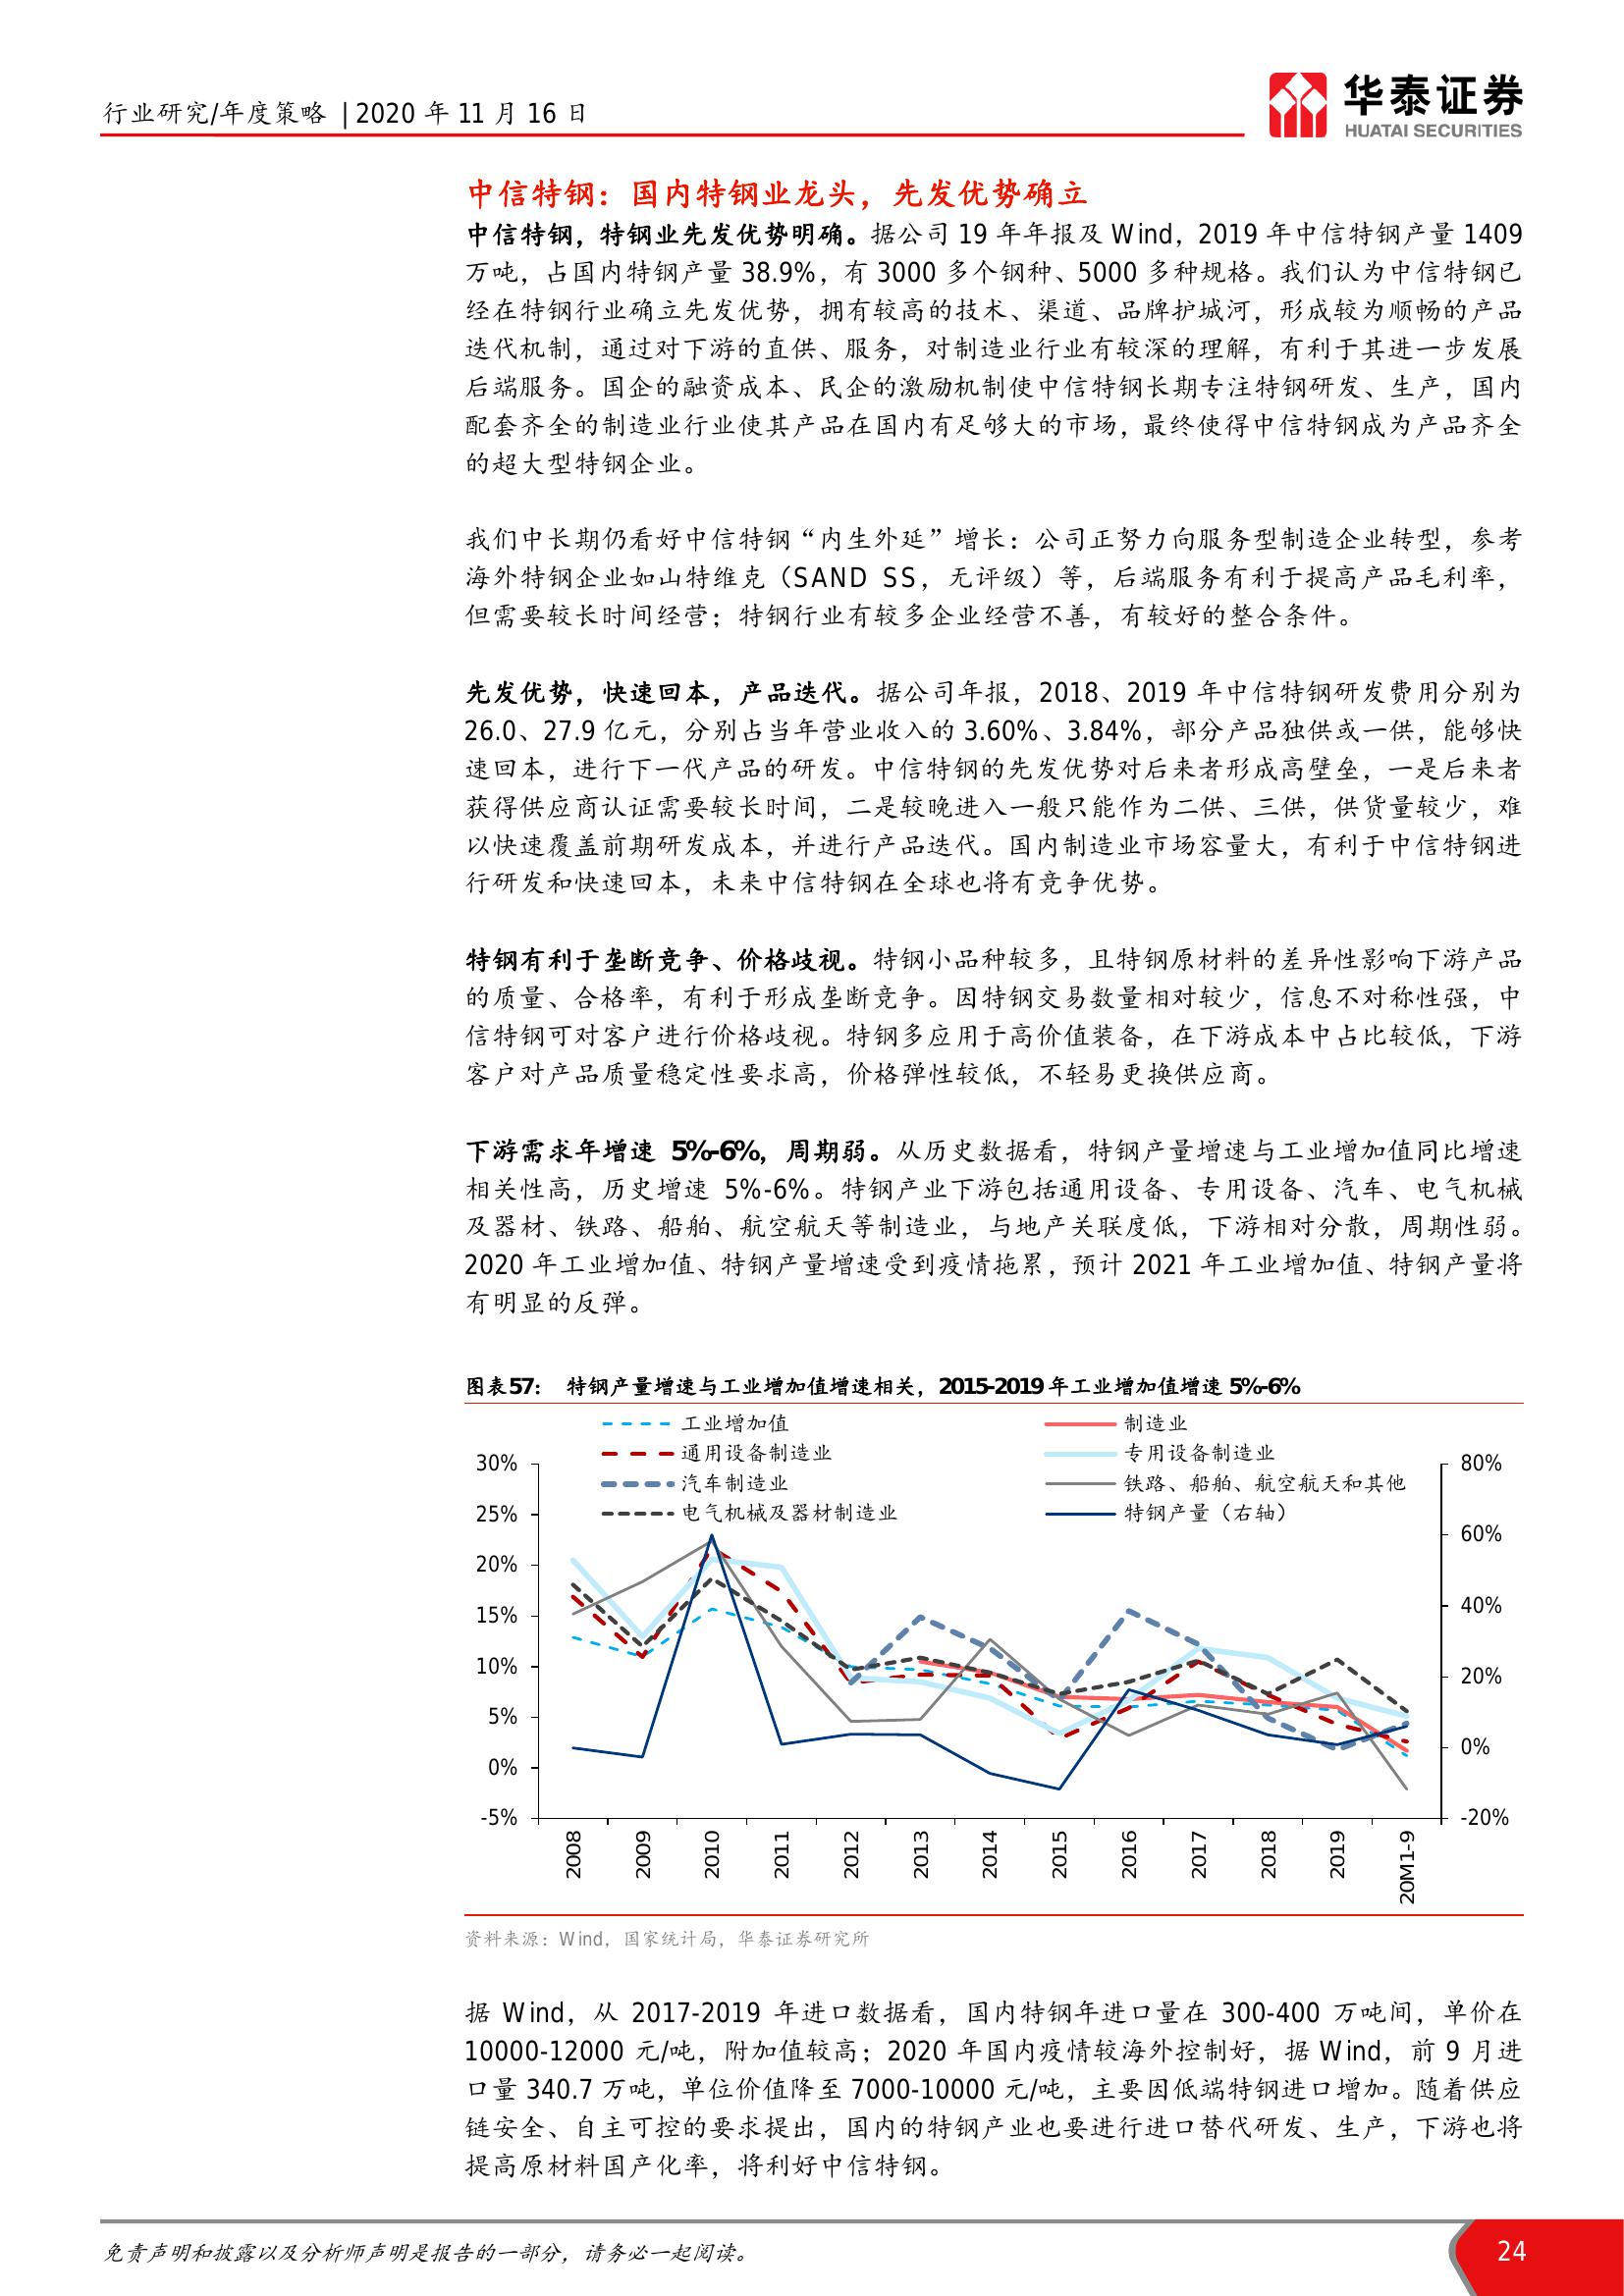 行业研究/年度策略 | 2020 年 11 月 16 日
华泰证券
HUATAI SECURITIES
中信特钢：国内特钢业龙头，先发优势确立
中信特钢，特钢业先发优势明确。据公司 19 年年报及 Wind，2019 年中信特钢产量 1409
万吨，占国内特钢产量 38.9%，有 3000 多个钢种、5000 多种规格。我们认为中信特钢已
经在特钢行业确立先发优势，拥有较高的技术、渠道、品牌护城河，形成较为顺畅的产品
迭代机制，通过对下游的直供、服务，对制造业行业有较深的理解，有利于其进一步发展
后端服务。国企的融资成本、民企的激励机制使中信特钢长期专注特钢研发、生产，国内
配套齐全的制造业行业使其产品在国内有足够大的市场，最终使得中信特钢成为产品齐全
的超大型特钢企业。
我们中长期仍看好中信特钢“内生外延”增长：公司正努力向服务型制造企业转型，参考
海外特钢企业如山特维克（SAND SS，无评级）等，后端服务有利于提高产品毛利率，
但需要较长时间经营；特钢行业有较多企业经营不善，有较好的整合条件。
先发优势，快速回本，产品迭代。据公司年报，2018、2019 年中信特钢研发费用分别为
26.0、27.9 亿元，分别占当年营业收入的 3.60%、3.84%，部分产品独供或一供，能够快
速回本，进行下一代产品的研发。中信特钢的先发优势对后来者形成高壁垒，一是后来者
获得供应商认证需要较长时间，二是较晚进入一般只能作为二供、三供，供货量较少，难
以快速覆盖前期研发成本，并进行产品迭代。国内制造业市场容量大，有利于中信特钢进
行研发和快速回本，未来中信特钢在全球也将有竞争优势。
特钢有利于垄断竞争、价格歧视。特钢小品种较多，且特钢原材料的差异性影响下游产品
的质量、合格率，有利于形成垄断竞争。因特钢交易数量相对较少，信息不对称性强，中
信特钢可对客户进行价格歧视。特钢多应用于高价值装备，在下游成本中占比较低，下游
客户对产品质量稳定性要求高，价格弹性较低，不轻易更换供应商。
下游需求年增速 5%-6%，周期弱。从历史数据看，特钢产量增速与工业增加值同比增速
相关性高，历史增速 5%-6%。特钢产业下游包括通用设备、专用设备、汽车、电气机械
及器材、铁路、船舶、航空航天等制造业，与地产关联度低，下游相对分散，周期性弱。
2020 年工业增加值、特钢产量增速受到疫情拖累，预计 2021 年工业增加值、特钢产量将
有明显的反弹。
图表57： 特钢产量增速与工业增加值增速相关，2015-2019 年工业增加值增速 5%-6%
工业增加值
制造业
通用设备制造业
专用设备制造业
汽车制造业
铁路、船舶、航空航天和其他
电气机械及器材制造业
特钢产量（右轴）
30%
25%
20%
15%
10%
5%
0%
-5%
80%
60%
40%
20%
0%
-20%
2008
2009
2010
2011
2012
2013
2014
2015
2016
2017
2018
2019
20M1-9
资料来源：Wind，国家统计局，华泰证券研究所
据 Wind，从 2017-2019 年进口数据看，国内特钢年进口量在 300-400 万吨间，单价在
10000-12000 元/吨，附加值较高；2020 年国内疫情较海外控制好，据 Wind，前 9 月进
口量 340.7 万吨，单位价值降至 7000-10000 元/吨，主要因低端特钢进口增加。随着供应
链安全、自主可控的要求提出，国内的特钢产业也要进行进口替代研发、生产，下游也将
提高原材料国产化率，将利好中信特钢。
免责声明和披露以及分析师声明是报告的一部分，请务必一起阅读。
24